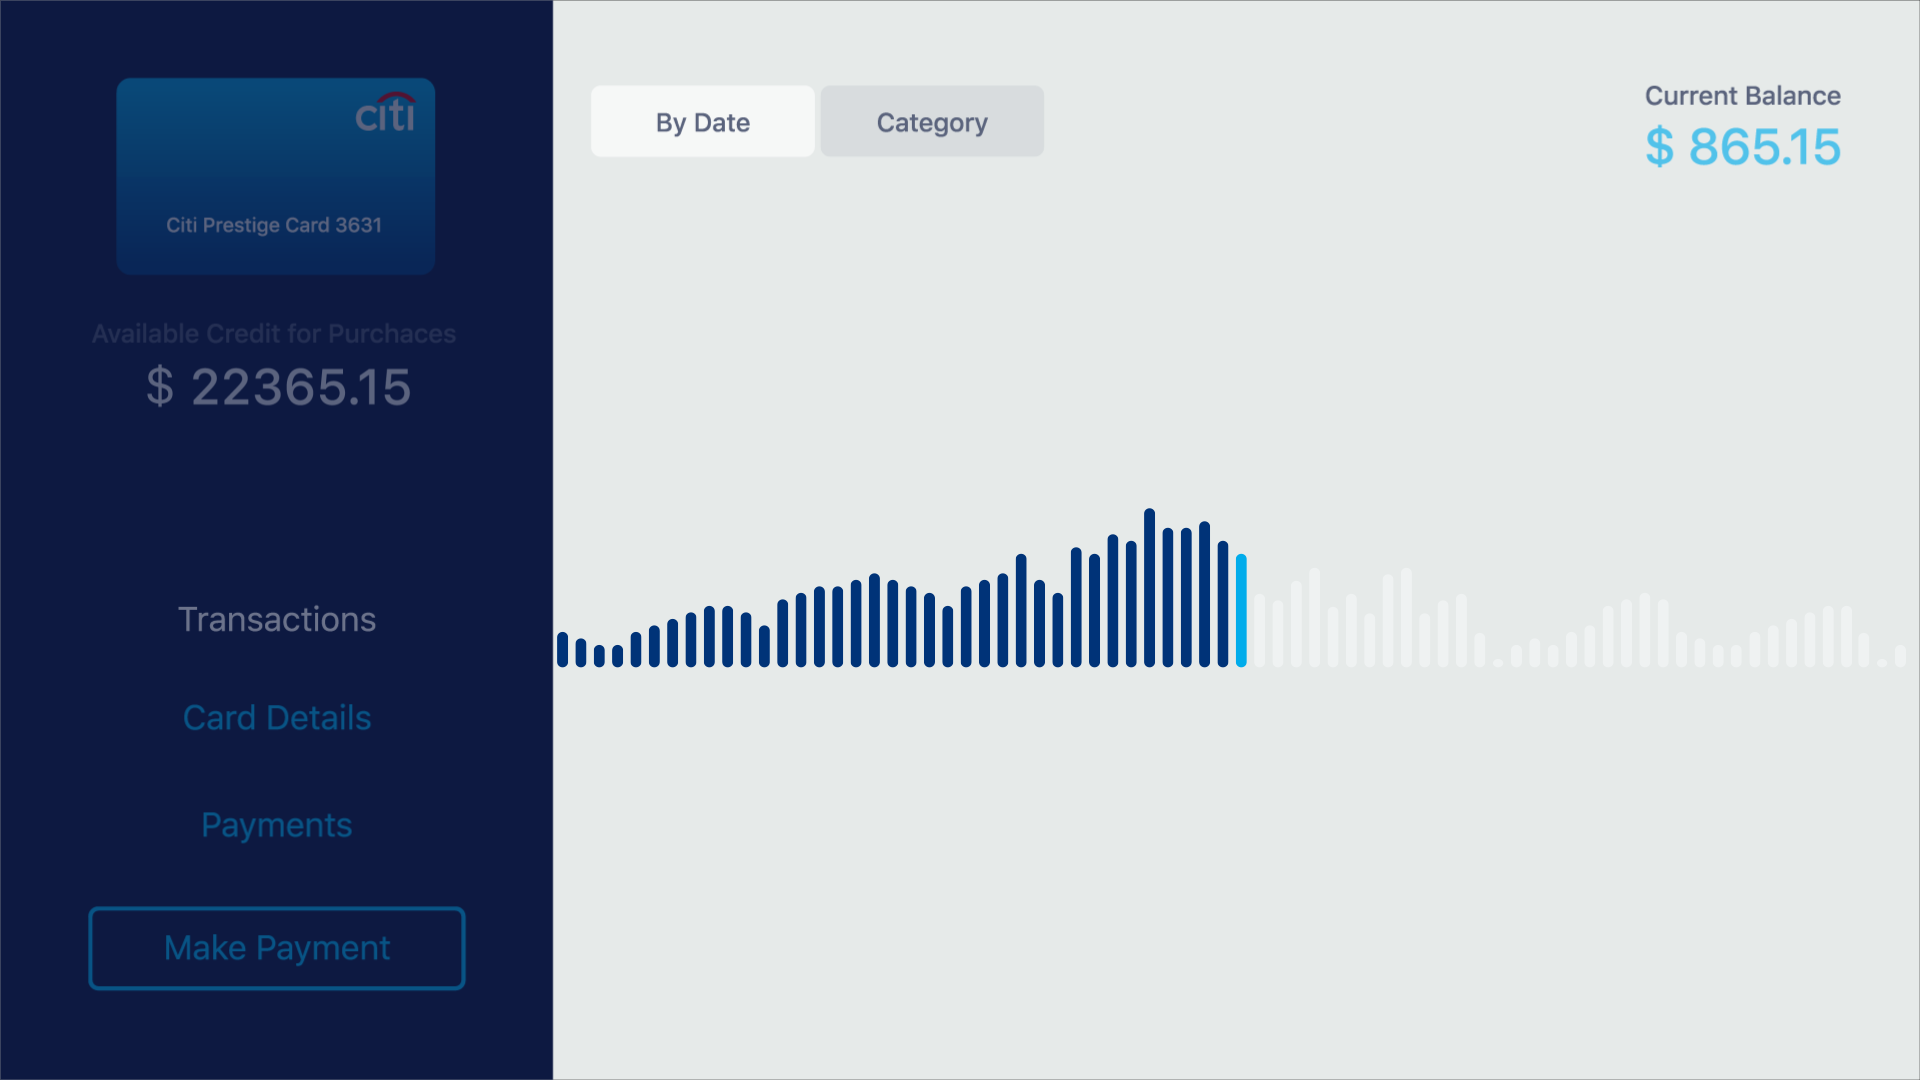 citi
Citi Prestige Card 3631
Available Credit for Purchaces
$ 22365.15
Transactions
Card Details
Payments
Make Payment
By Date
Category
Current Balance
$ 865.15